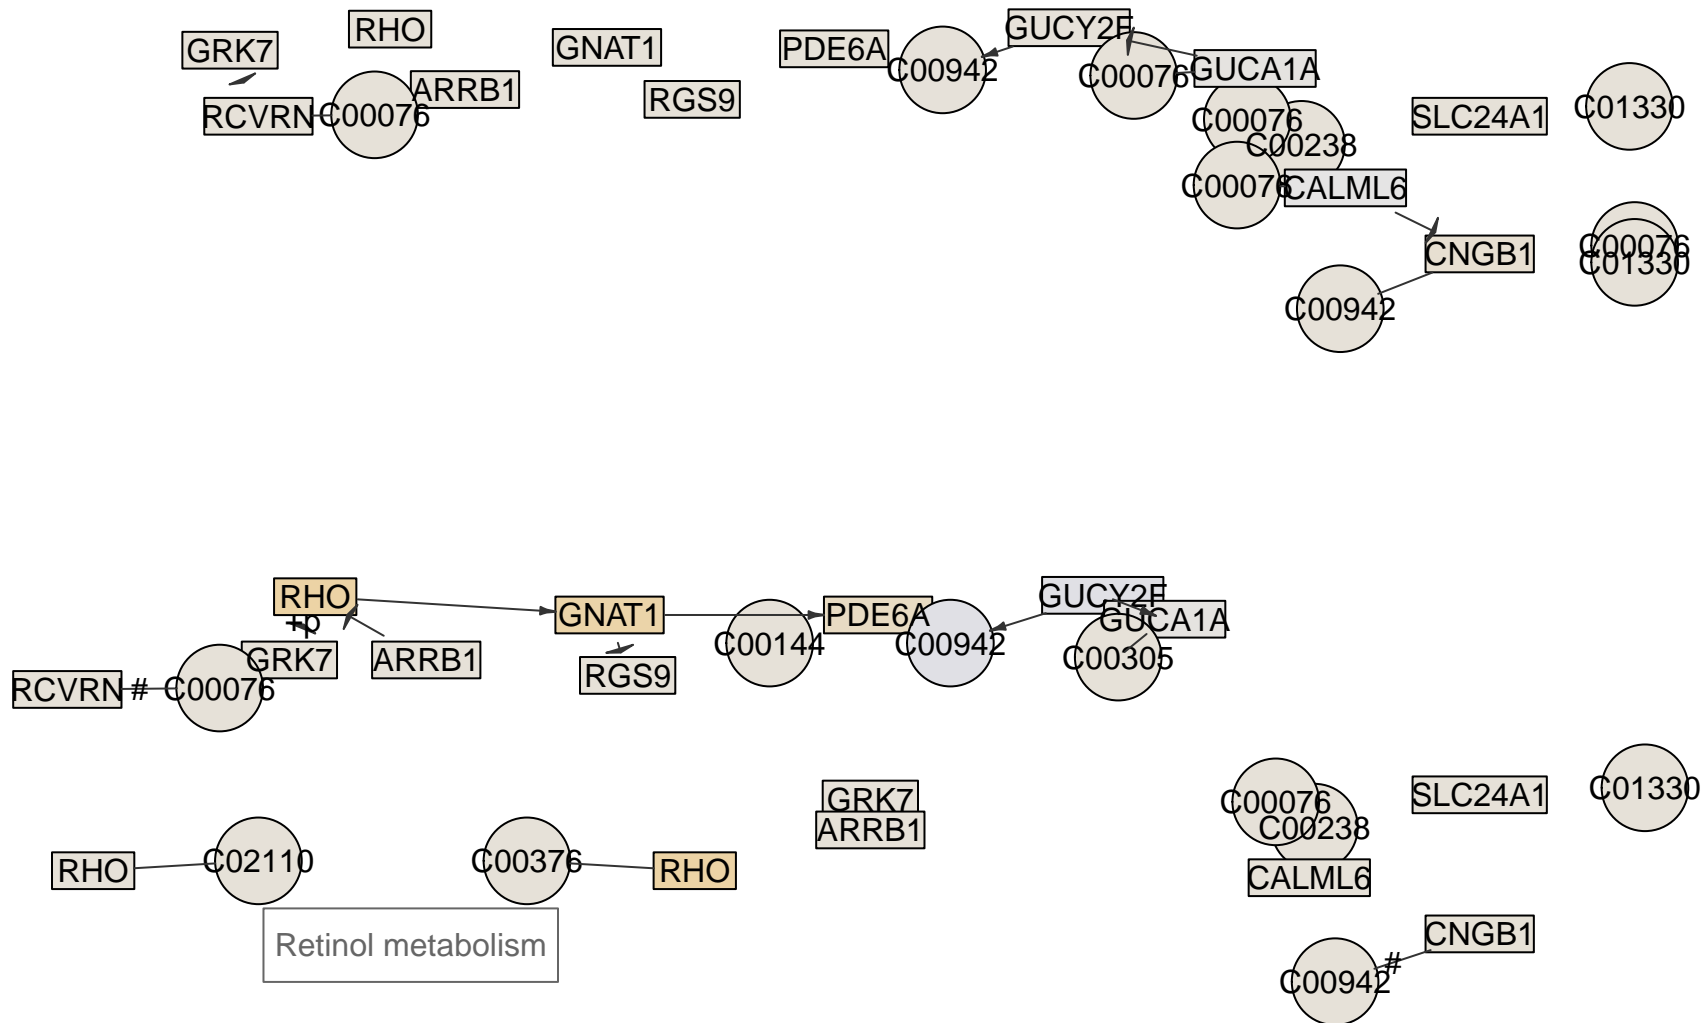 GRK7
RHO
GNAT1
PDE6A
C00942
GUCY2F
C00076
GUCA1A
RCVRN
C00076
ARRB1
RGS9
C00076
C00238
SLC24A1
C01330
C00076
CALML6
CNGB1
C00076
C01330
C00942
RHO
+p
GNAT1
PDE6A
GUCY2F
GUCA1A
RCVRN
#
C00076
GRK7
ARRB1
RGS9
C00144
C00942
C00305
GRK7
ARRB1
C00076
C00238
SLC24A1
C01330
RHO
C02110
C00376
RHO
CALML6
Retinol metabolism
CNGB1
#
C00942